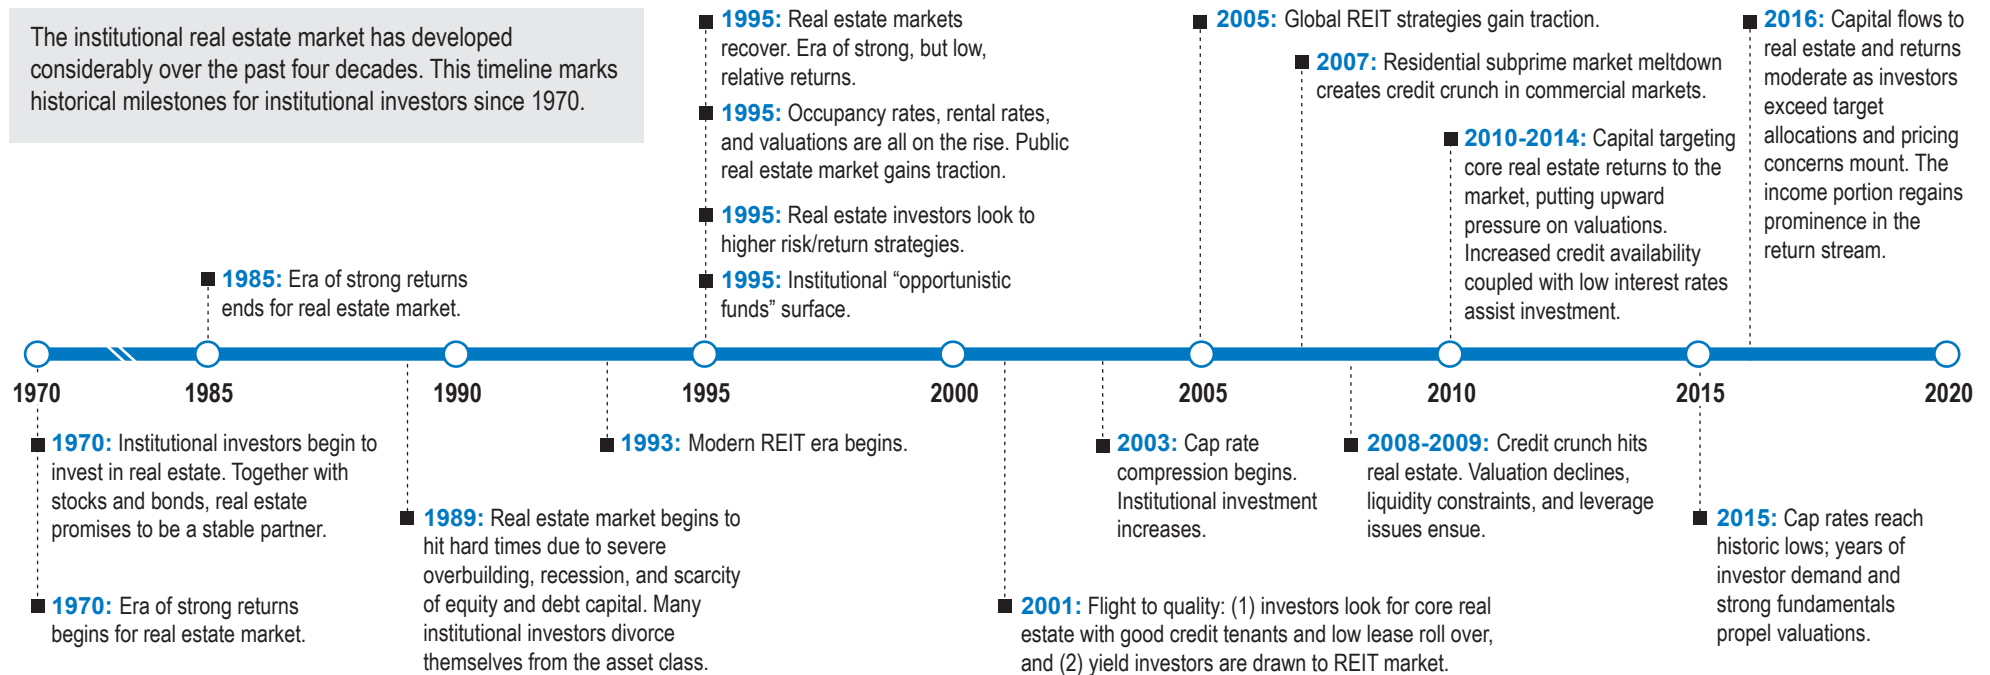 The institutional real estate market has developed
considerably over the past four decades. This timeline marks
historical milestones for institutional investors since 1970.
1985: Era of strong returns
ends for real estate market.
1995: Real estate markets
recover. Era of strong, but low,
relative returns.
1995: Occupancy rates, rental rates,
and valuations are all on the rise. Public
real estate market gains traction.
1995: Real estate investors look to
higher risk/return strategies.
1995: Institutional “opportunistic
funds” surface.
2005: Global REIT strategies gain traction.
2007: Residential subprime market meltdown
creates credit crunch in commercial markets.
2010-2014: Capital targeting
core real estate returns to the
market, putting upward
pressure on valuations.
Increased credit availability
coupled with low interest rates
assist investment.
2016: Capital flows to
real estate and returns
moderate as investors
exceed target
allocations and pricing
concerns mount. The
income portion regains
prominence in the
return stream.
1970 1985 1990 1995 2000 2005 2010 2015 2020
1970: Institutional investors begin to
invest in real estate. Together with
stocks and bonds, real estate
promises to be a stable partner.
1970: Era of strong returns
begins for real estate market.
1989: Real estate market begins to
hit hard times due to severe
overbuilding, recession, and scarcity
of equity and debt capital. Many
institutional investors divorce
themselves from the asset class.
1993: Modern REIT era begins.
2001: Flight to quality: (1) investors look for core real
estate with good credit tenants and low lease roll over,
and (2) yield investors are drawn to REIT market.
2003: Cap rate
compression begins.
Institutional investment
increases.
2008-2009: Credit crunch hits
real estate. Valuation declines,
liquidity constraints, and leverage
issues ensue.
2015: Cap rates reach
historic lows; years of
investor demand and
strong fundamentals
propel valuations.